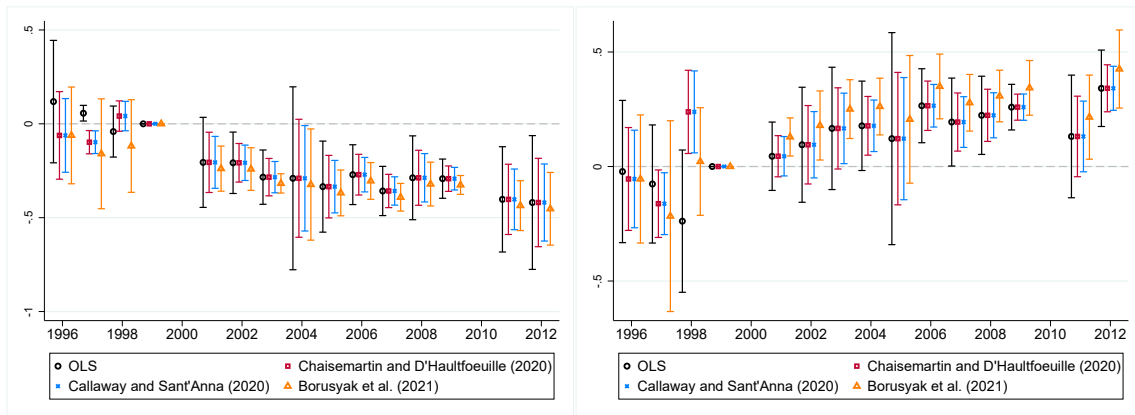 .5
0
-.5
-1
1996 1998 2000 2002 2004 2006 2008 2010 2012
OLS Chaisemartin and D'Haultfoeuille (2020)
Callaway and Sant'Anna (2020) Borusyak et al. (2021)
.5
0
-.5
1996 1998 2000 2002 2004 2006 2008 2010 2012
OLS Chaisemartin and D'Haultfoeuille (2020)
Callaway and Sant'Anna (2020) Borusyak et al. (2021)